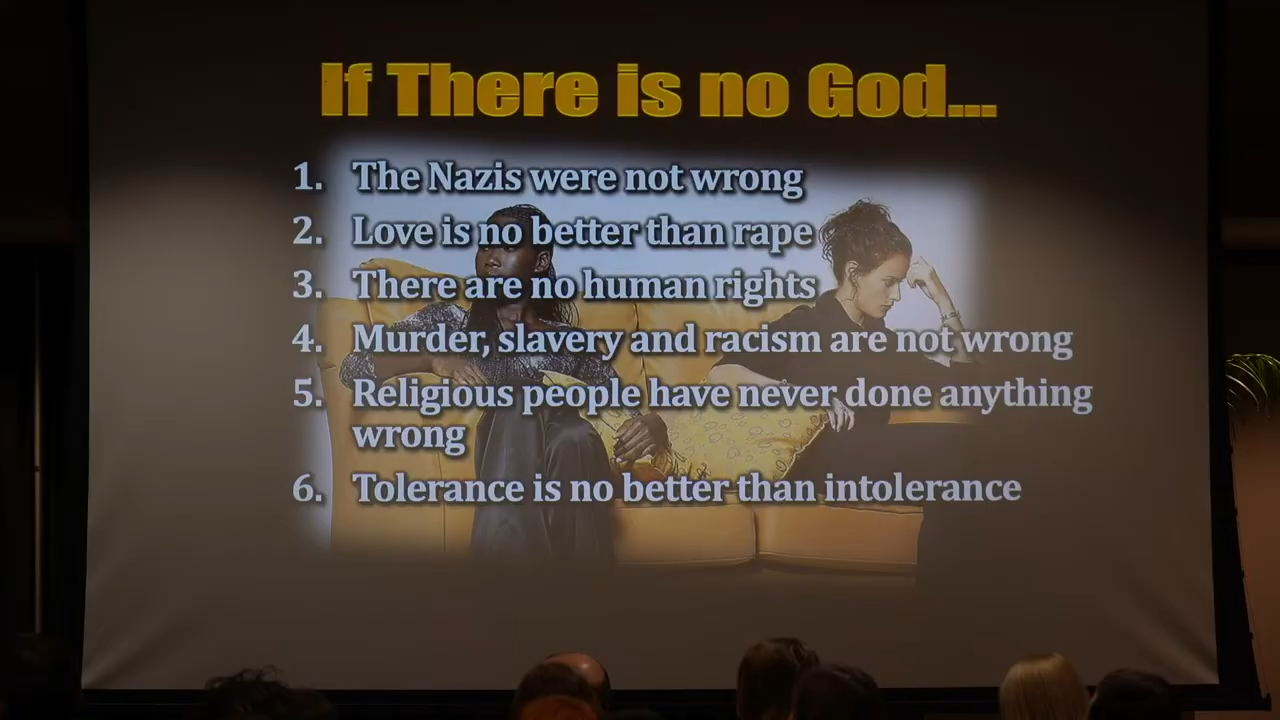 If There is no God...
1. The Nazis were not wrong
2. Love is no better than rape
3. There are no human rights
4. Murder, slavery and racism are not wrong
5. Religious people have never done anything
wrong
6. Tolerance is no better than intolerance